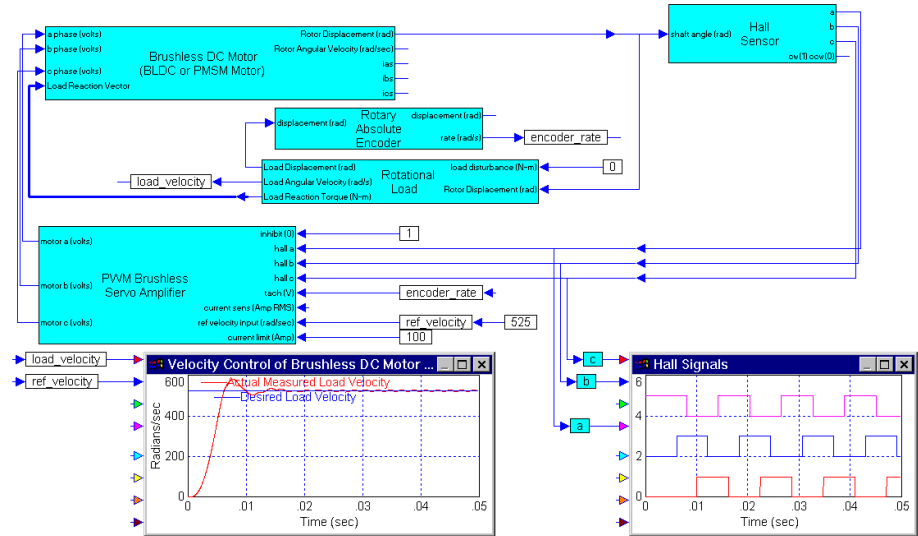 a phase (volts)
b phase (volts)
c phase (volts)
Load Reaction Vector
Brushless DC Motor
(BLDC or PMSM Motor)
Rotor Displacement (rad)
Rotor Angular Velocity (rad/sec)
ias
ibs
ics
shaft angle (rad)
Hall
Sensor
a
b
c
cw(1) ccw(0)
displacement (rad)
Rotary
Absolute
Encoder
displacement (rad)
rate (rad/s)
encoder_rate
load_velocity
Load Displacement (rad)
Load Angular Velocity (rad/s)
Load Reaction Torque (N-m)
Rotational
Load
load disturbance (N-m)
Rotor Displacement (rad)
0
motor a (volts)
motor b (volts)
motor c (volts)
PWM Brushless
Servo Amplifier
inhibit (0)
hall a
hall b
hall c
tach (V)
current sens (Amp RMS)
ref velocity input (rad/sec)
current limit (Amp)
1
encoder_rate
ref_velocity
525
100
load_velocity
ref_velocity
Velocity Control of Brushless DC Motor ...
Actual Measured Load Velocity
Desired Load Velocity
Radians/sec
600
400
200
0
0
.01
.02
.03
.04
.05
Time (sec)
c
b
a
Hall Signals
6
4
2
0
0
.01
.02
.03
.04
.05
Time (sec)